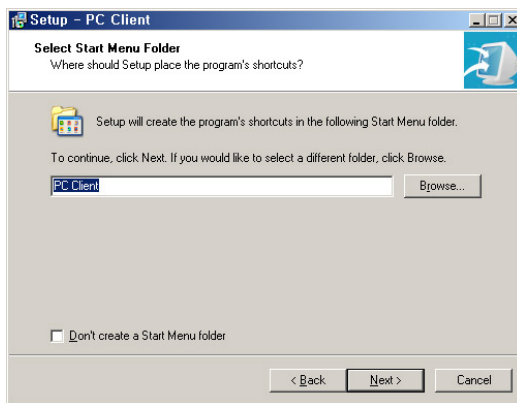 Setup - PC Client
Select Start Menu Folder
Where should Setup place the program's shortcuts?
Setup will create the program's shortcuts in the following Start Menu folder.
To continue, click Next. If you would like to select a different folder, click Browse.
PC Client
Browse...
Don't create a Start Menu folder
< Back
Next >
Cancel